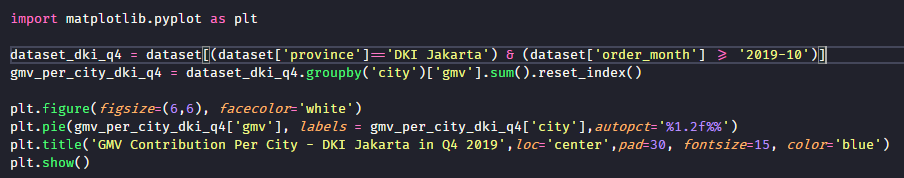 import matplotlib.pyplot as plt
dataset_dki_q4 = dataset[(dataset['province']=='DKI Jakarta') & (dataset['order_month'] >= '2019-10')]
gmv_per_city_dki_q4 = dataset_dki_q4.groupby('city')['gmv'].sum().reset_index()
plt.figure(figsize=(6,6), facecolor='white')
plt.pie(gmv_per_city_dki_q4['gmv'], labels = gmv_per_city_dki_q4['city'],autopct='%1.2f%%')
plt.title('GMV Contribution Per City - DKI Jakarta in Q4 2019',loc='center',pad=30, fontsize=15, color='blue')
plt.show()